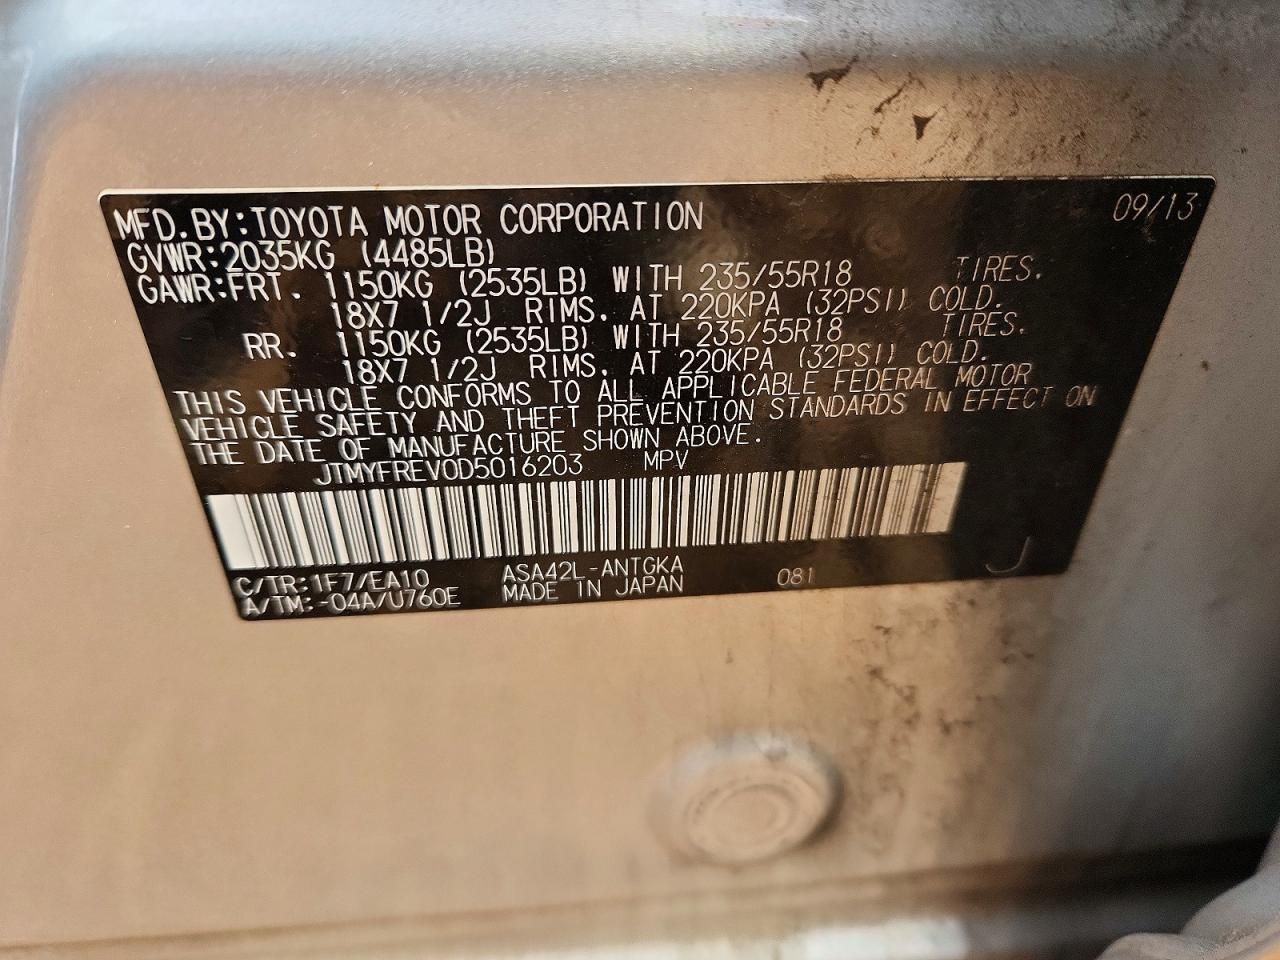 MFD.BY:TOYOTA MOTOR CORPORATION 09/13
GVWR:2035KG (4485LB)
GAWR:FRT. 1150KG (2535LB) WITH 235/55R18 TIRES.
18X7 1/2J RIMS. AT 220KPA (32PSI) COLD.
RR. 1150KG (2535LB) WITH 235/55R18 TIRES.
18X7 1/2J RIMS. AT 220KPA (32PSI) COLD.
THIS VEHICLE CONFORMS TO ALL APPLICABLE FEDERAL MOTOR
VEHICLE SAFETY AND THEFT PREVENTION STANDARDS IN EFFECT ON
THE DATE OF MANUFACTURE SHOWN ABOVE.
JTMYFREV0D5016203 MPV
C/TR:1F7/EA10 ASA42L-ANTGKA 081 J
A/TM:-04A/U760E MADE IN JAPAN